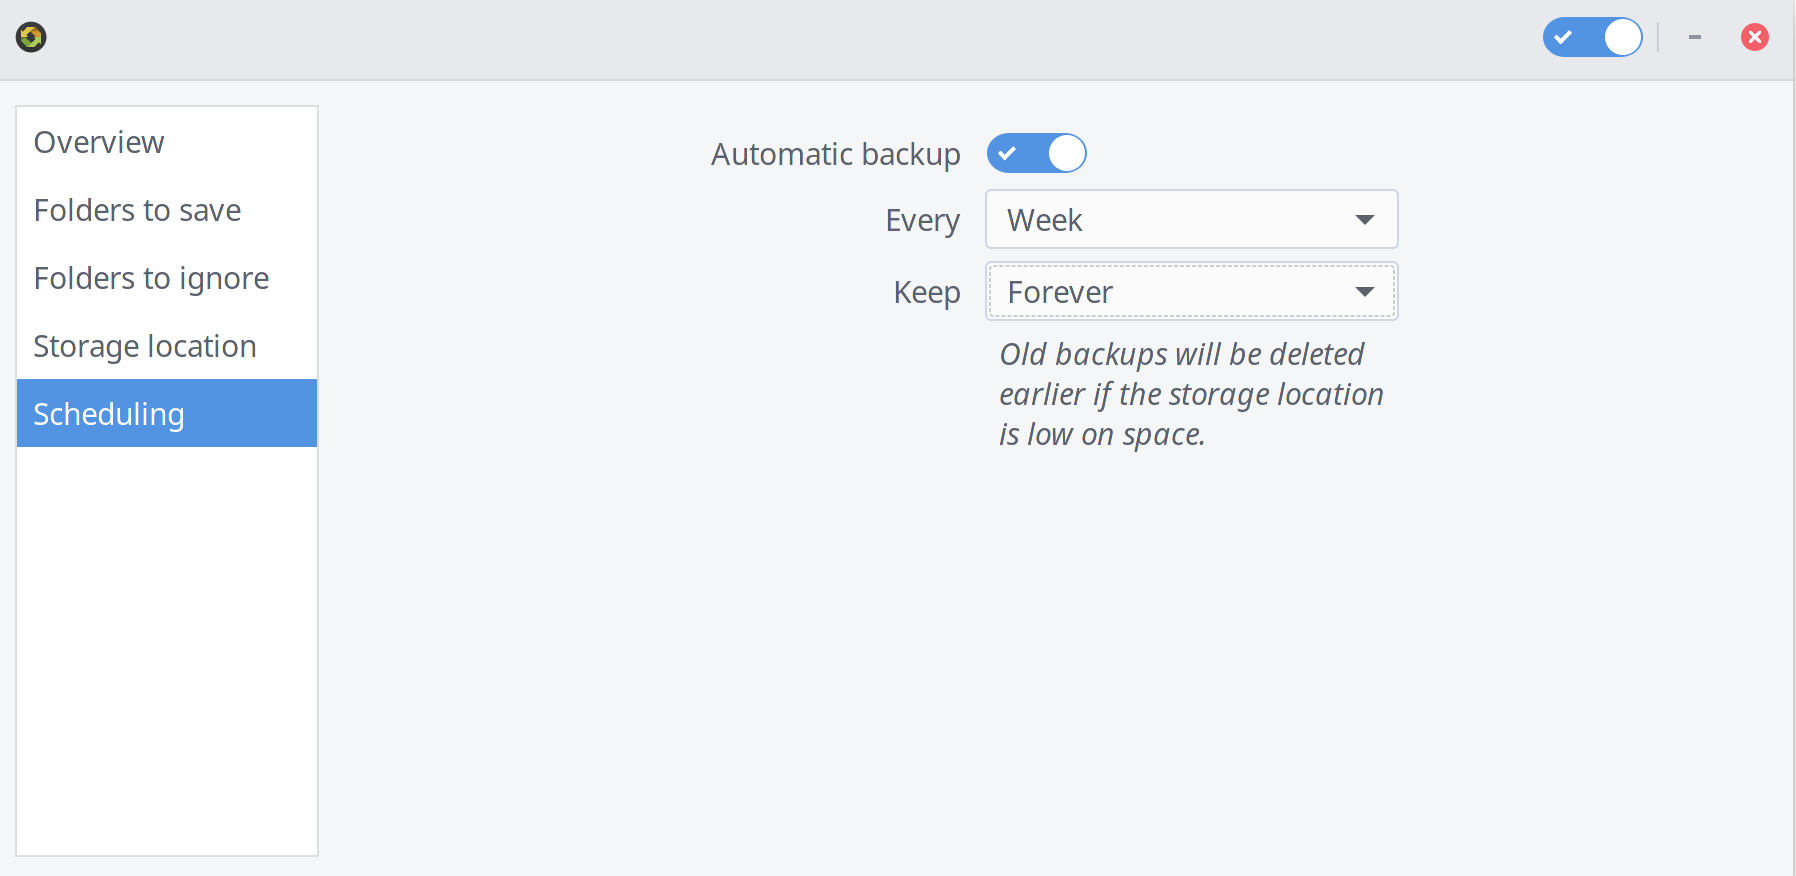 Overview
Folders to save
Folders to ignore
Storage location
Scheduling
Automatic backup
Every Week
Keep Forever
Old backups will be deleted
earlier if the storage location
is low on space.